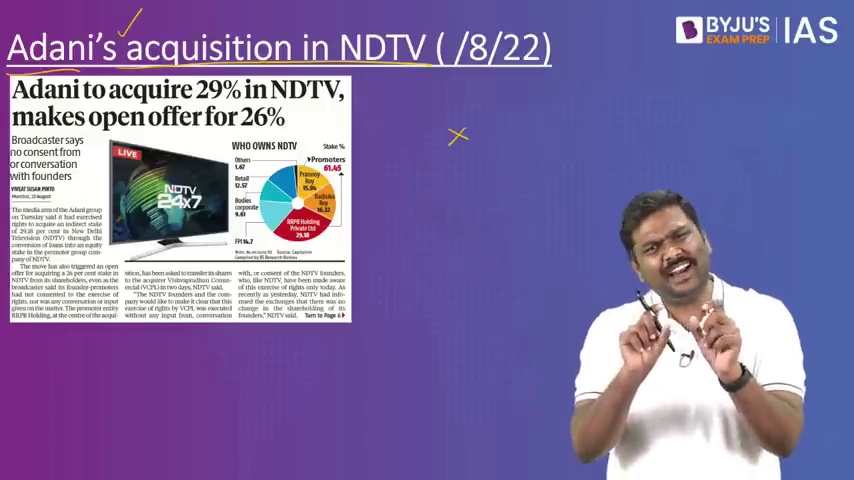 Adani's acquisition in NDTV ( /8/22)
BYJU'S
EXAM PREP
IAS
Adani to acquire 29% in NDTV,
makes open offer for 26%
Broadcaster says
no consent from
or conversation
with founders
VIVEAT SUSAN PINTO
Mumbai, 23 August
The media arm of the Adani group
on Tuesday said it had exercised
rights to acquire an indirect stake
of 29.18 per cent in New Delhi
Television (NDTV) through the
conversion of loans into an equity
stake in the promoter group com-
pany of NDTV.
The move has also triggered an open
offer for acquiring a 26 per cent stake in
NDTV from its shareholders, even as the
broadcaster said its founder-promoters
had not consented to the exercise of
rights, nor was any conversation or input
given on the matter. The promoter entity
RRPR Holding, at the centre of the acqui-
LIVE
NDTV
24x7
WHO OWNS NDTV
Stake %
Others
1.67
Retail
12.57
Bodies
corporate
9.61
FPI 14.7
Promoters
61.45
Prannoy
Roy
15.94
Radhika
Roy
16.32
RRPR Holding
Private Ltd
29.18
Note: As on June 30 Source: Capitaline
Compiled by BS Research Bureau
sition, has been asked to transfer its shares
to the acquirer Vishvapradhan Commer-
cial (VCPL) in two days, NDTV said.
"The NDTV founders and the com-
pany would like to make it clear that this
exercise of rights by VCPL was executed
without any input from, conversation
with, or consent of the NDTV founders,
who, like NDTV, have been made aware
of this exercise of rights only today. As
recently as yesterday, NDTV had infor-
med the exchanges that there was no
change in the shareholding of its
founders," NDTV said. Turn to Page 6